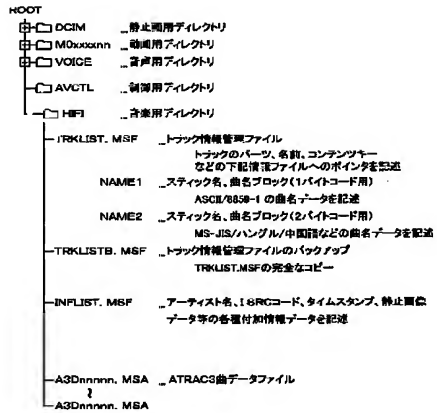 ROOT
DCIM ...静止画用ディレクトリ
MOxxxxnn ...動画用ディレクトリ
VOICE ...音声用ディレクトリ
AVCTL ...制御用ディレクトリ
HIFI ...音楽用ディレクトリ
TRKLIST. MSF ...トラック情報管理ファイル
トラックのパーツ、名前、コンテンツキー
などの下記情報ファイルへのポインタを記述
NAME1 ...スティック名、曲名ブロック(1バイトコード用)
ASCII/8859-1 の曲名データを記述
NAME2 ...スティック名、曲名ブロック(2バイトコード用)
MS-JIS/ハングル/中国語などの曲名データを記述
TRKLISTB. MSF ...トラック情報管理ファイルのバックアップ
TRKLIST.MSFの完全なコピー
INFLIST. MSF ...アーティスト名、ISRCコード、タイムスタンプ、静止画像
データ等の各種付加情報データを記述
A3Dnnnnn. MSA ...ATRAC3曲データファイル
≀
A3Dnnnnn. MSA